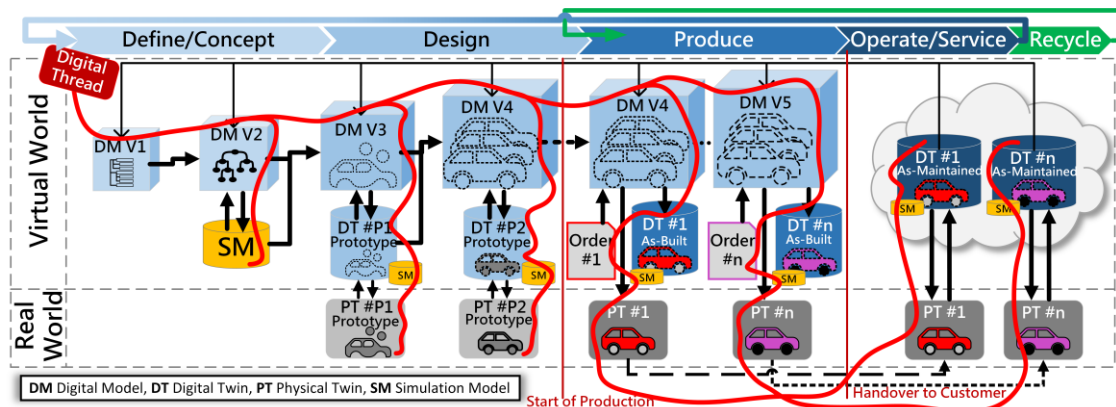 Define/Concept
Design
Produce
Operate/Service
Recycle
Digital
Thread
Virtual World
DM V1
DM V2
DM V3
DM V4
DM V4
DM V5
SM
DT #P1
Prototype
SM
DT #P2
Prototype
SM
Order
#1
DT #1
As-Built
SM
Order
#n
DT #n
As-Built
SM
DT #1
As-Maintained
SM
DT #n
As-Maintained
SM
Real
World
PT #P1
Prototype
PT #P2
Prototype
PT #1
PT #n
PT #1
PT #n
DM Digital Model, DT Digital Twin, PT Physical Twin, SM Simulation Model
Start of Production
Handover to Customer